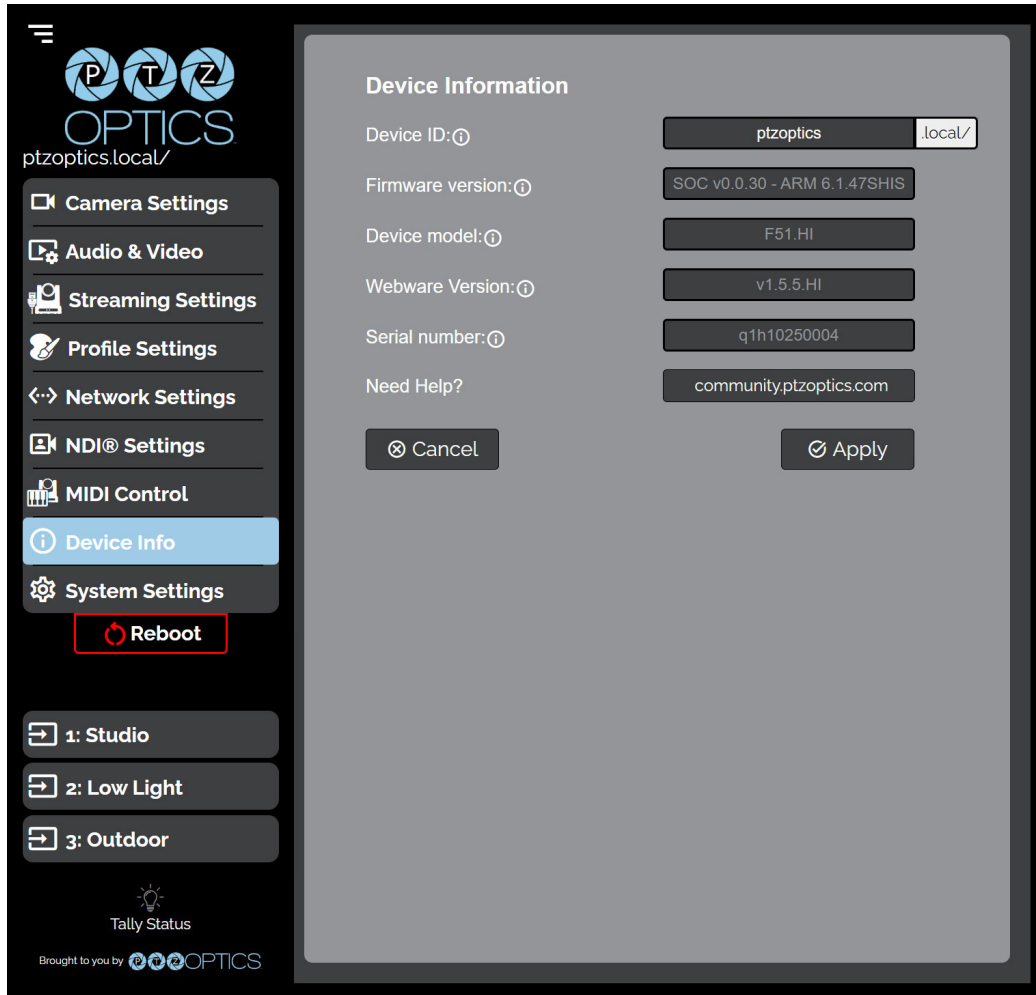 PTZ
OPTICS
ptzoptics.local/
Camera Settings
Audio & Video
Streaming Settings
Profile Settings
Network Settings
NDI® Settings
MIDI Control
Device Info
System Settings
Reboot
1: Studio
2: Low Light
3: Outdoor
Tally Status
Brought to you by PTZOPTICS
Device Information
Device ID: ptzoptics .local/
Firmware version: SOC v0.0.30 - ARM 6.1.47SHIS
Device model: F51.HI
Webware Version: v1.5.5.HI
Serial number: q1h10250004
Need Help? community.ptzoptics.com
Cancel Apply